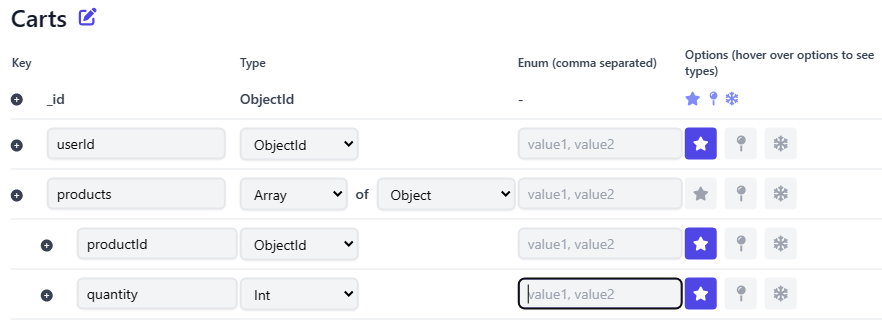 Carts
Key Type Enum (comma separated) Options (hover over options to see types)
_id ObjectId -
userId ObjectId value1, value2
products Array of Object value1, value2
productId ObjectId value1, value2
quantity Int value1, value2